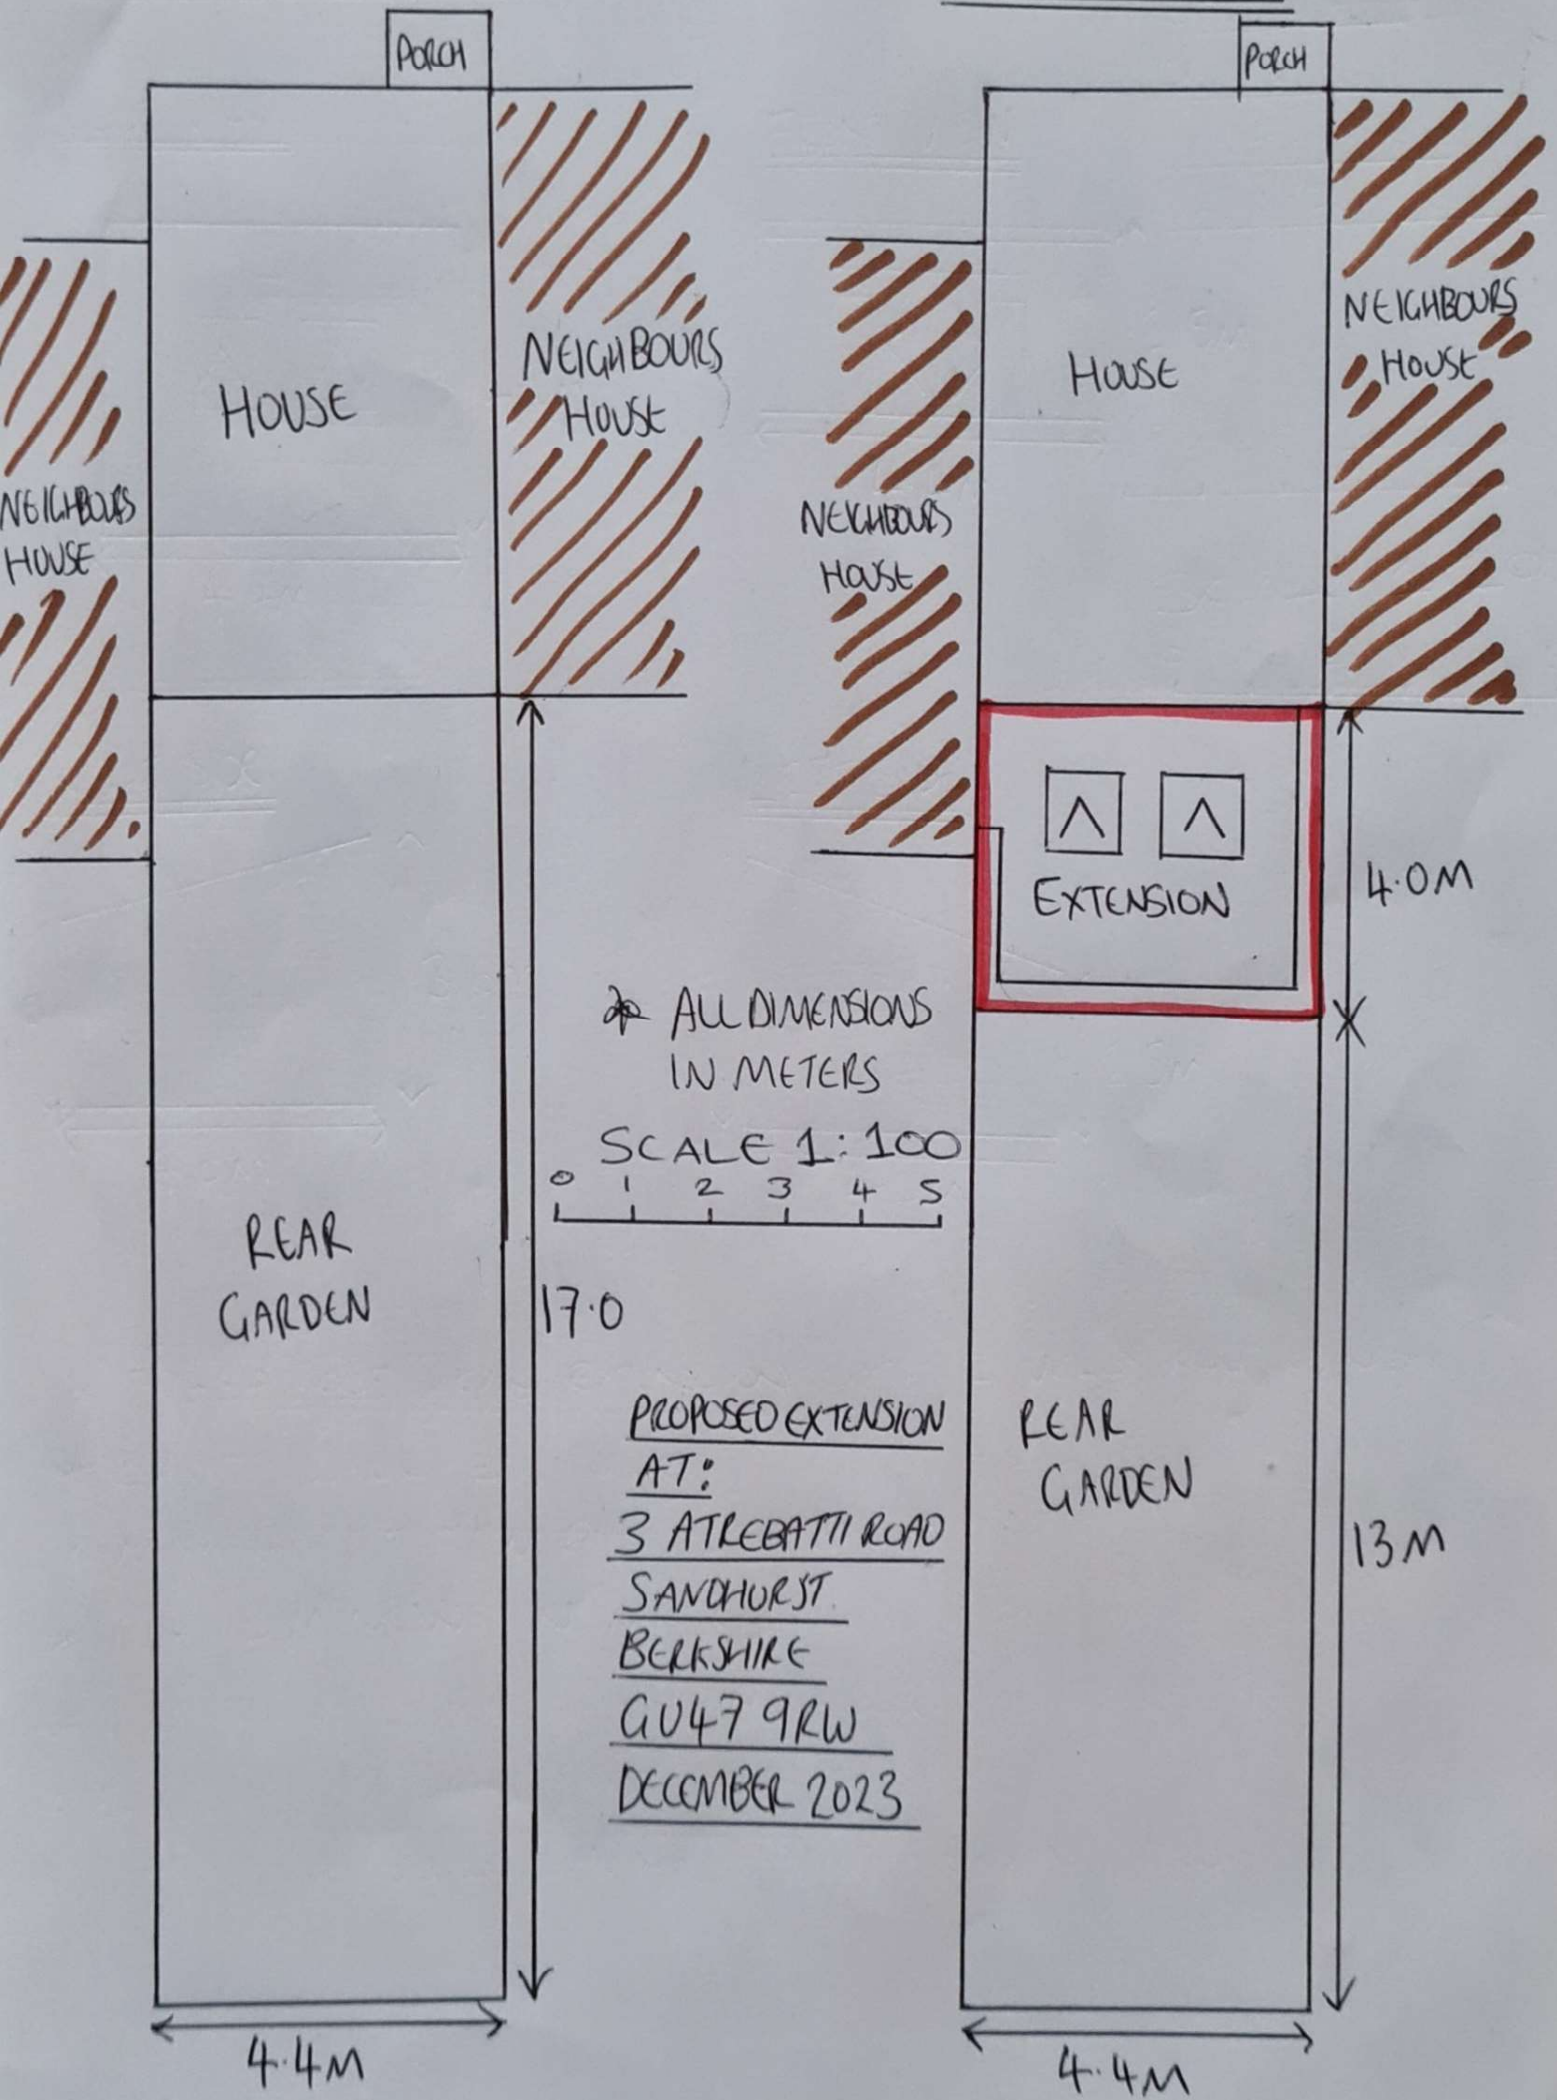 PORCH
HOUSE
NEIGHBOURS
HOUSE
NEIGHBOURS
HOUSE
REAR
GARDEN
17.0
4.4M
* ALL DIMENSIONS
IN METERS
SCALE 1:100
0 1 2 3 4 5
PROPOSED EXTENSION
AT:
3 ATREBATTI ROAD
SANDHURST
BERKSHIRE
GU47 9RW
DECEMBER 2023
PORCH
HOUSE
NEIGHBOURS
HOUSE
NEIGHBOURS
HOUSE
EXTENSION
4.0M
REAR
GARDEN
13M
4.4M